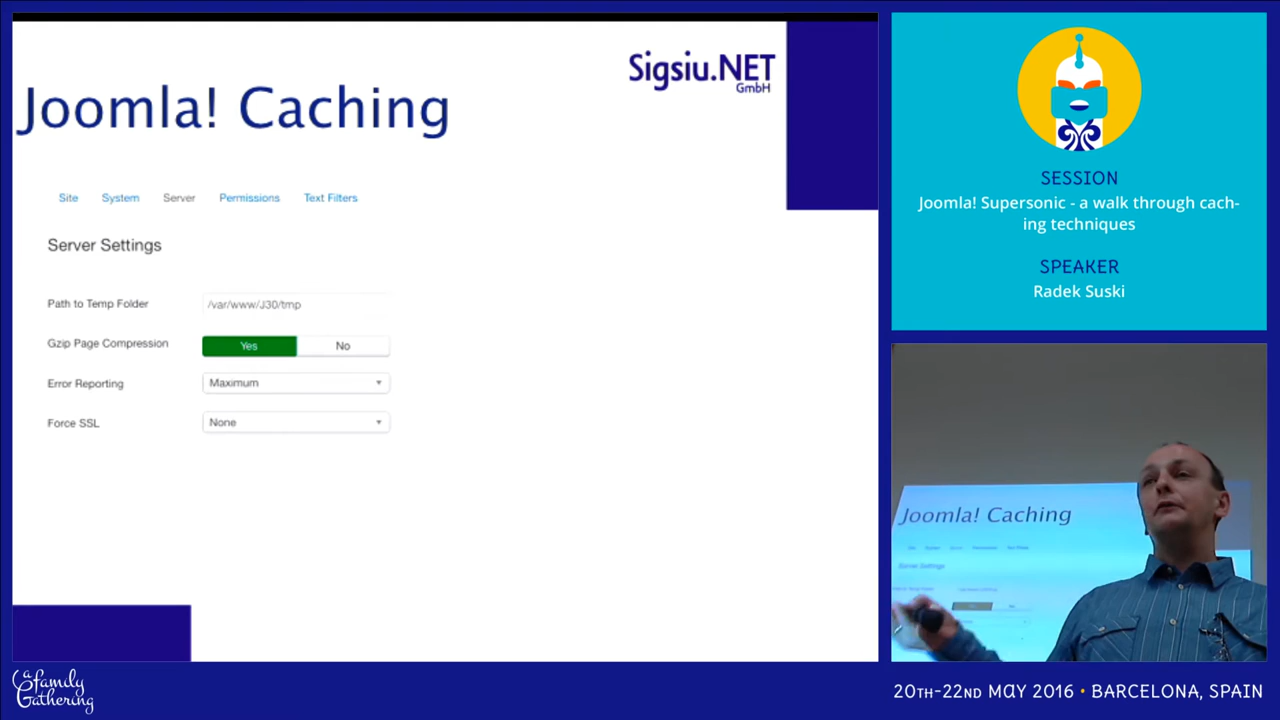 Sigsiu.NET
GmbH
Joomla! Caching
Site System Server Permissions Text Filters
Server Settings
Path to Temp Folder /var/www/J30/tmp
Gzip Page Compression Yes No
Error Reporting Maximum
Force SSL None
SESSION
Joomla! Supersonic - a walk through cach-
ing techniques
SPEAKER
Radek Suski
Joomla! Caching
Server Settings
a family
Gathering
20TH-22ND MAY 2016 • BARCELONA, SPAIN